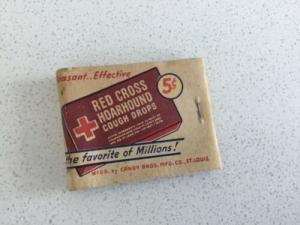 easant..Effective
5¢
RED CROSS
HOARHOUND
COUGH DROPS
the favorite of Millions!
MFGD. by CANDY BROS. MFG. CO., ST. LOUIS